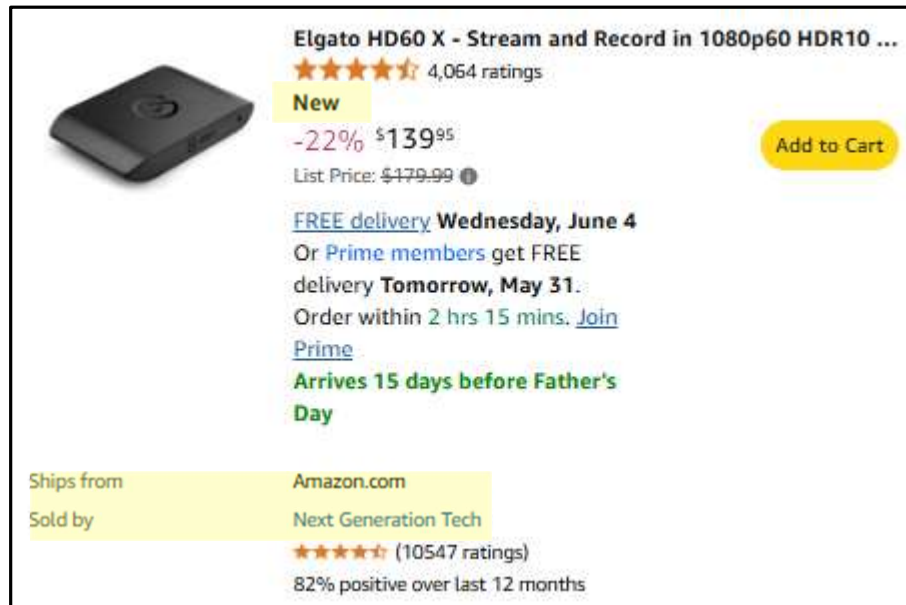 Elgato HD60 X - Stream and Record in 1080p60 HDR10 ...
4,064 ratings
New
-22% $13995
List Price: $179.99
Add to Cart
FREE delivery Wednesday, June 4
Or Prime members get FREE
delivery Tomorrow, May 31.
Order within 2 hrs 15 mins. Join
Prime
Arrives 15 days before Father's
Day
Ships from Amazon.com
Sold by Next Generation Tech
(10547 ratings)
82% positive over last 12 months